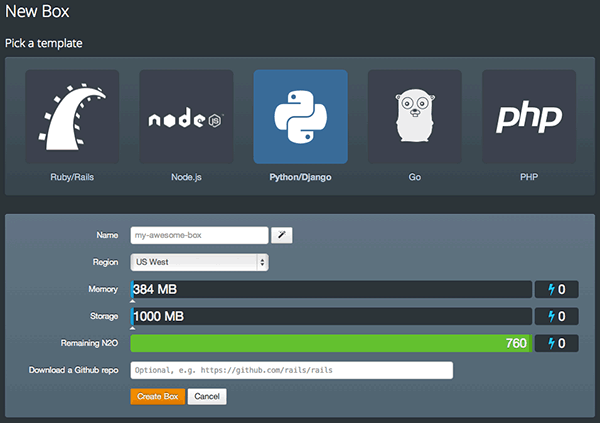 New Box
Pick a template
node JS
php
Ruby/Rails
Node.js
Python/Django
Go
PHP
Name
my-awesome-box
Region
US West
Memory
384 MB
0
Storage
1000 MB
0
Remaining N2O
760
0
Download a Github repo
Optional, e.g. https://github.com/rails/rails
Create Box
Cancel